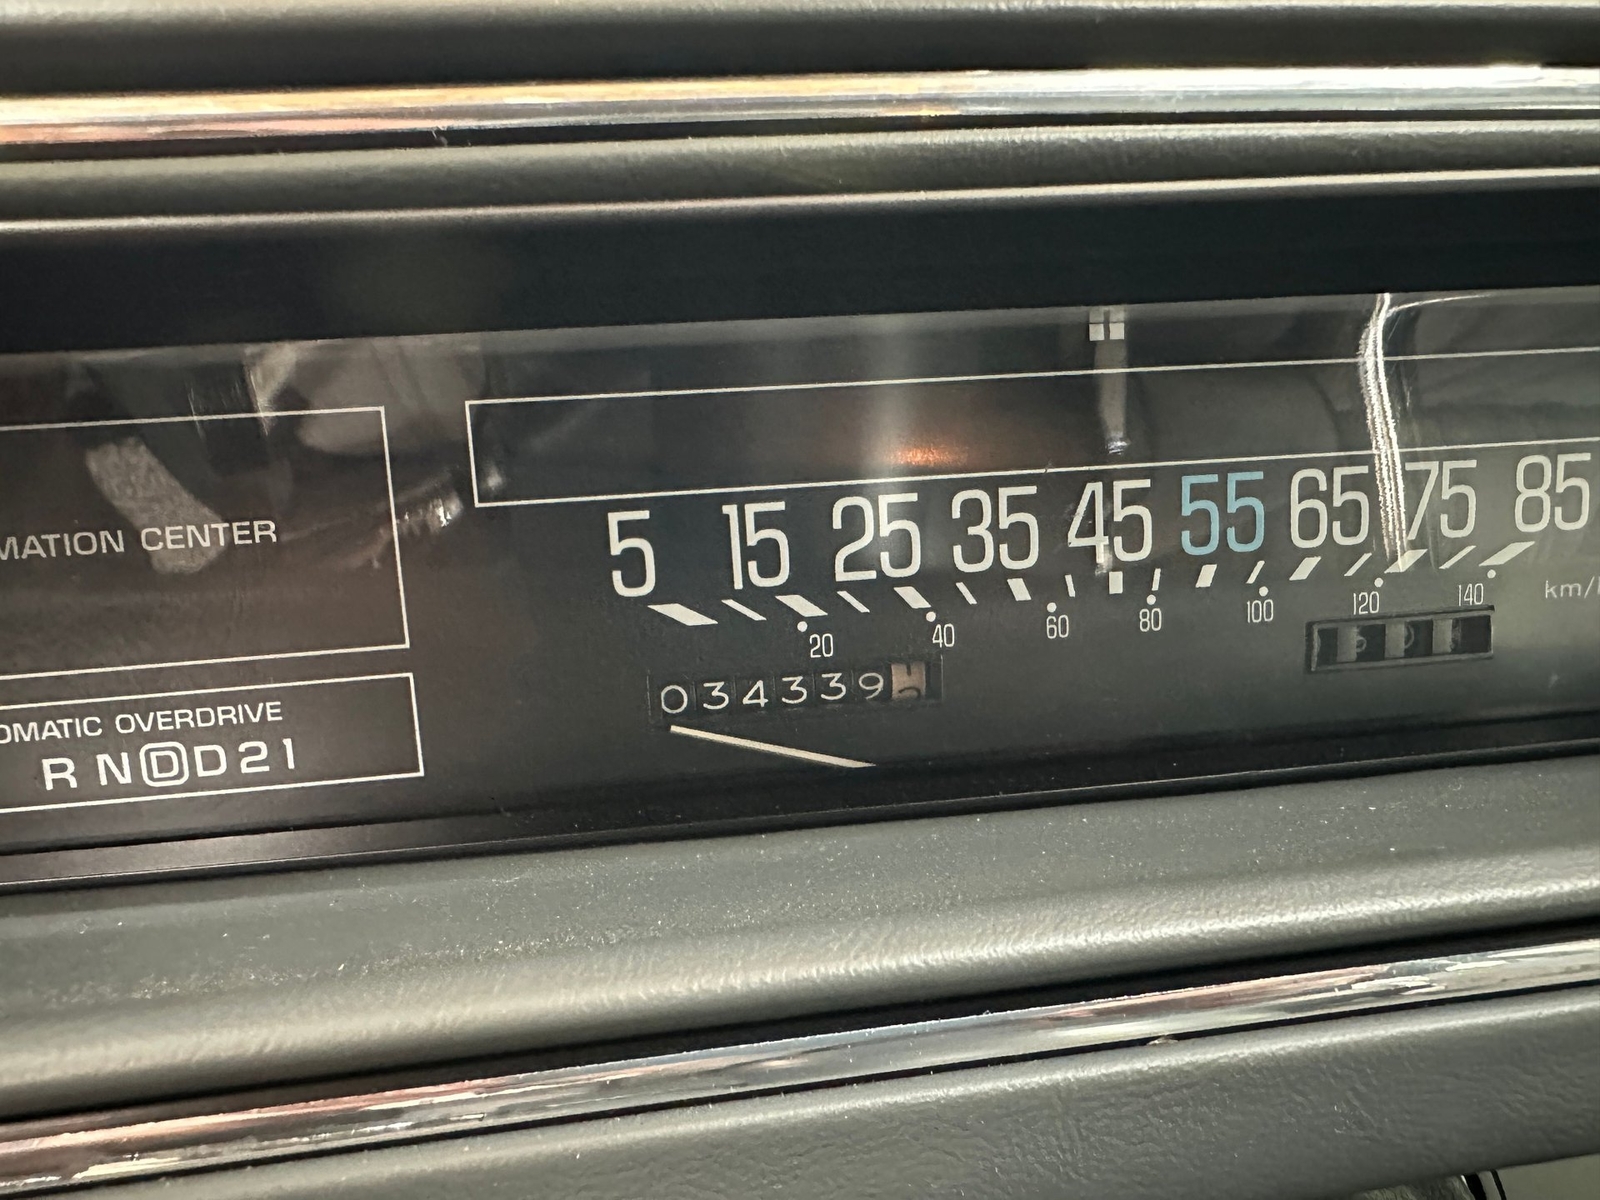 MATION CENTER
OMATIC OVERDRIVE
R N D D 2 1
5 15 25 35 45 55 65 75 85
20 40 60 80 100 120 140 km/
034339